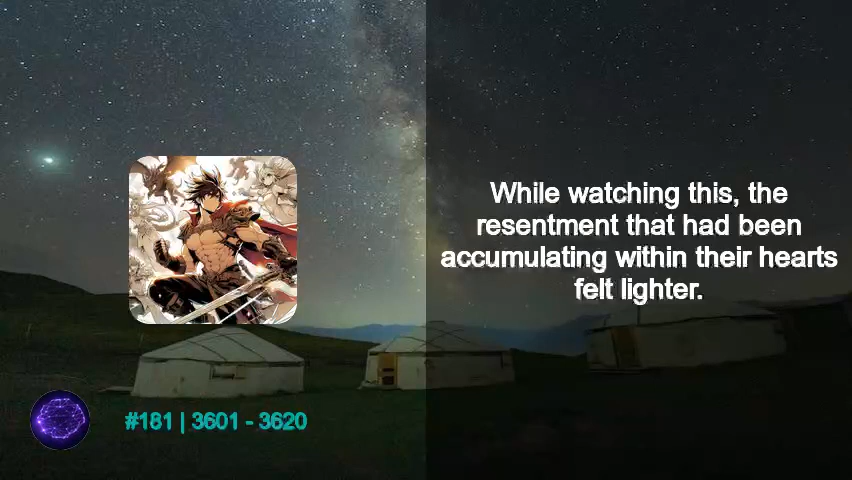 While watching this, the
resentment that had been
accumulating within their hearts
felt lighter.
#181 | 3601 - 3620